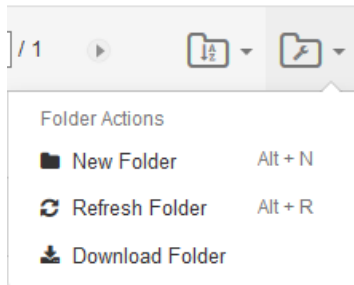 / 1
Folder Actions
New Folder Alt + N
Refresh Folder Alt + R
Download Folder